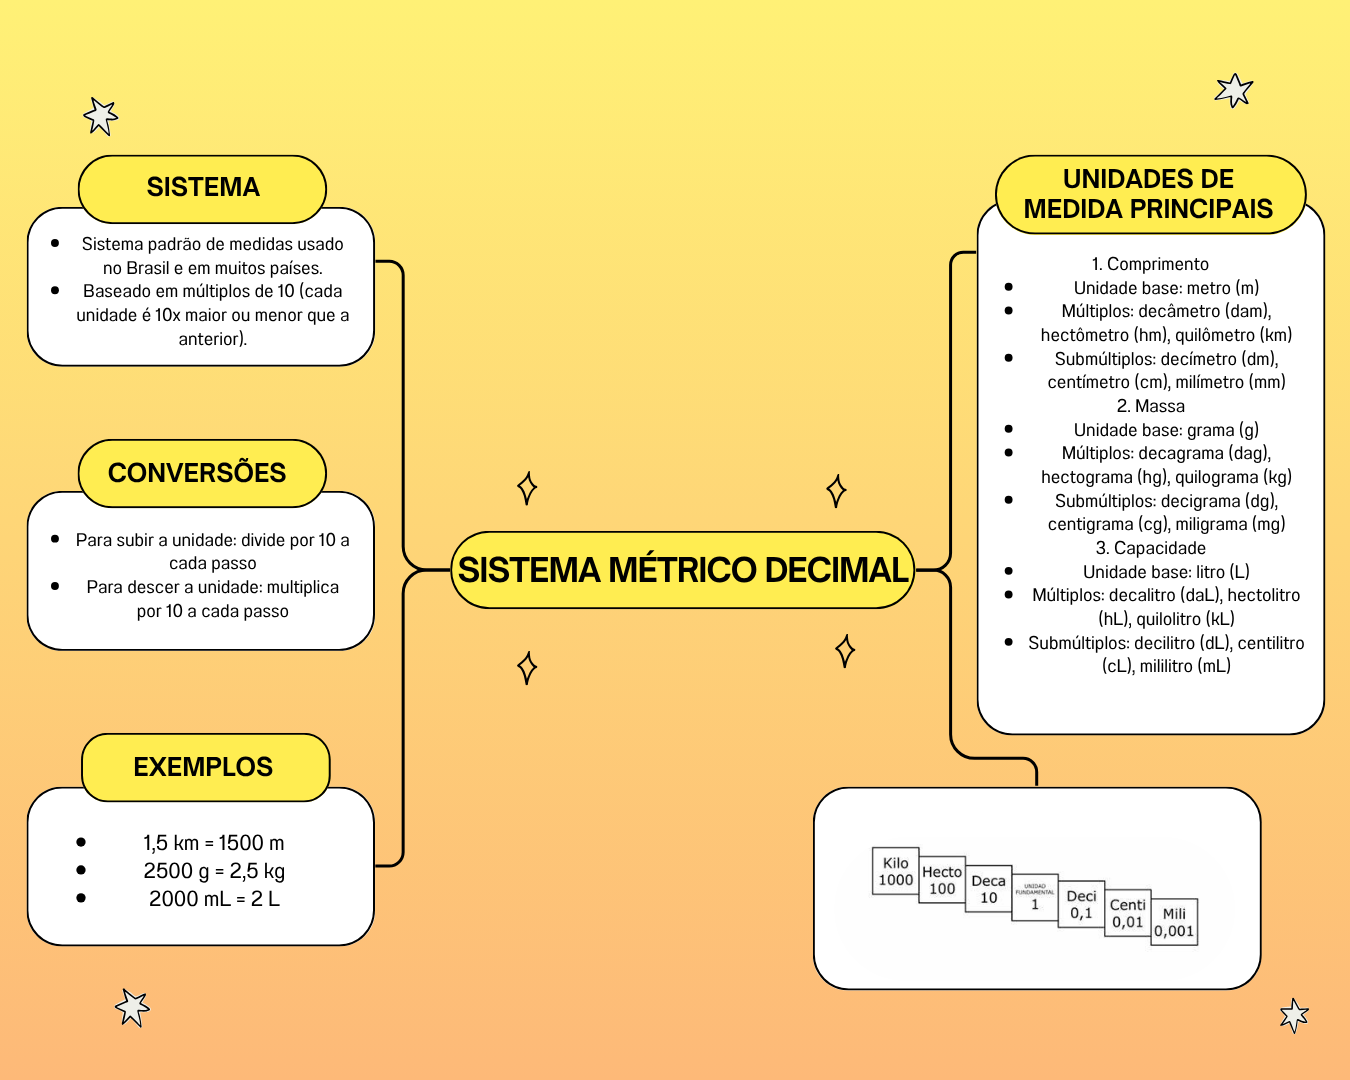 SISTEMA
• Sistema padrão de medidas usado
no Brasil e em muitos países.
• Baseado em múltiplos de 10 (cada
unidade é 10x maior ou menor que a
anterior).
CONVERSÕES
• Para subir a unidade: divide por 10 a
cada passo
• Para descer a unidade: multiplica
por 10 a cada passo
EXEMPLOS
• 1,5 km = 1500 m
• 2500 g = 2,5 kg
• 2000 mL = 2 L
SISTEMA MÉTRICO DECIMAL
UNIDADES DE
MEDIDA PRINCIPAIS
1. Comprimento
• Unidade base: metro (m)
• Múltiplos: decâmetro (dam),
hectômetro (hm), quilômetro (km)
• Submúltiplos: decímetro (dm),
centímetro (cm), milímetro (mm)
2. Massa
• Unidade base: grama (g)
• Múltiplos: decagrama (dag),
hectograma (hg), quilograma (kg)
• Submúltiplos: decigrama (dg),
centigrama (cg), miligrama (mg)
3. Capacidade
• Unidade base: litro (L)
• Múltiplos: decalitro (daL), hectolitro
(hL), quilolitro (kL)
• Submúltiplos: decilitro (dL), centilitro
(cL), mililitro (mL)
Kilo
1000
Hecto
100
Deca
10
UNIDAD
FUNDAMENTAL
1
Deci
0,1
Centi
0,01
Mili
0,001